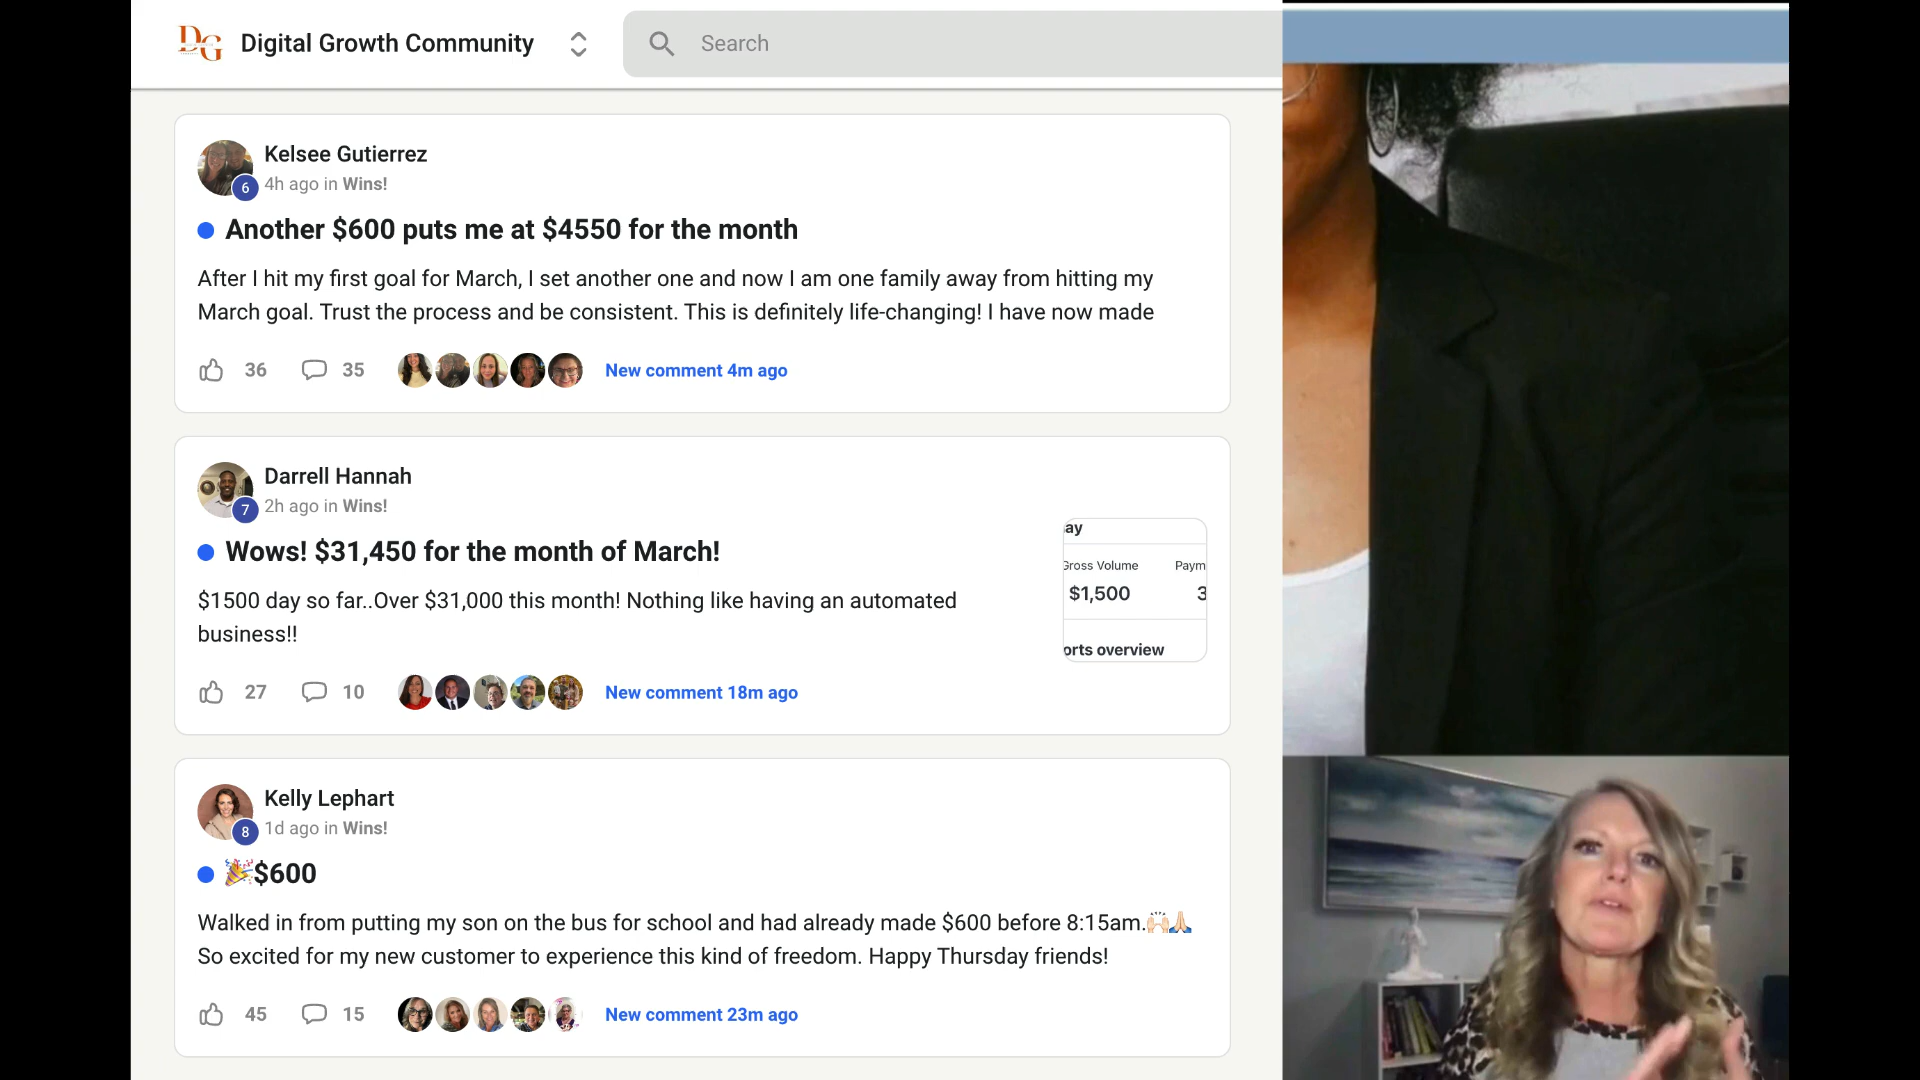 DG Digital Growth Community
Search
Kelsee Gutierrez
6
4h ago in Wins!
Another $600 puts me at $4550 for the month
After I hit my first goal for March, I set another one and now I am one family away from hitting my
March goal. Trust the process and be consistent. This is definitely life-changing! I have now made
36 35 New comment 4m ago
Darrell Hannah
7
2h ago in Wins!
Wows! $31,450 for the month of March!
$1500 day so far..Over $31,000 this month! Nothing like having an automated
business!!
ay
Gross Volume Paym
$1,500 3
orts overview
27 10 New comment 18m ago
Kelly Lephart
8
1d ago in Wins!
🎉$600
Walked in from putting my son on the bus for school and had already made $600 before 8:15am.🙌🏻🙏🏻
So excited for my new customer to experience this kind of freedom. Happy Thursday friends!
45 15 New comment 23m ago